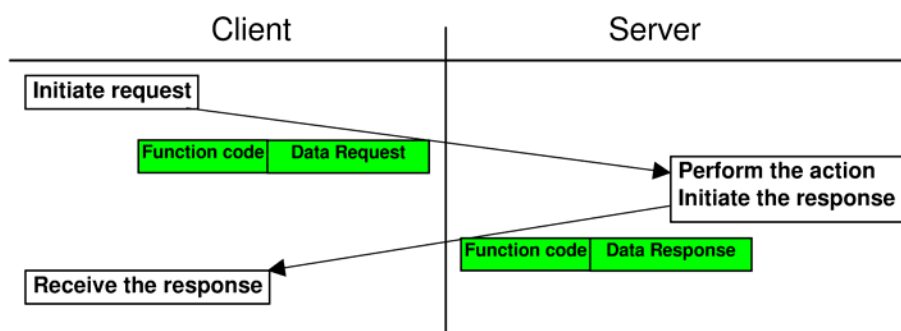 Client
Server
Initiate request
Function code
Data Request
Perform the action
Initiate the response
Function code
Data Response
Receive the response